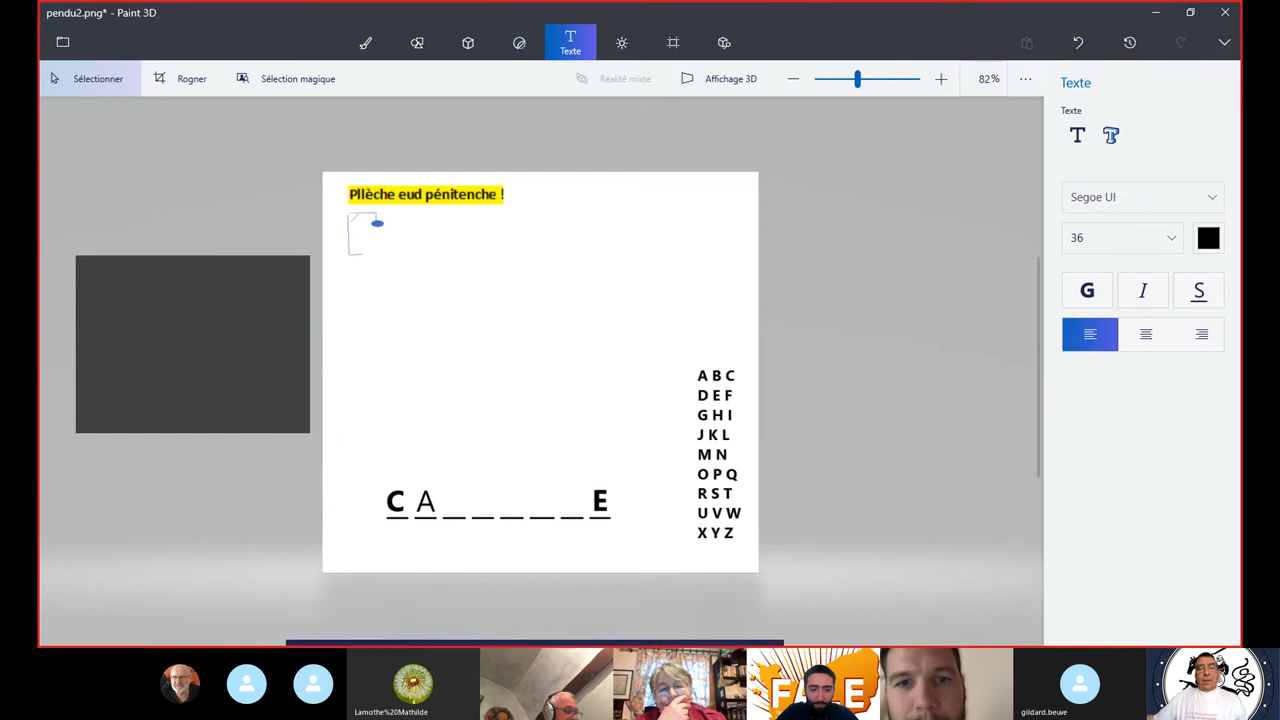 pendu2.png* - Paint 3D
Texte
Sélectionner
Rogner
Sélection magique
Réalité mixte
Affichage 3D
82%
Texte
Texte
Segoe UI
36
G I S
Pllèche eud pénitenche !
A B C
D E F
G H I
J K L
M N
O P Q
R S T
U V W
X Y Z
C A _ _ _ _ _ E
Lamothe%20Mathilde
gildard.beuve